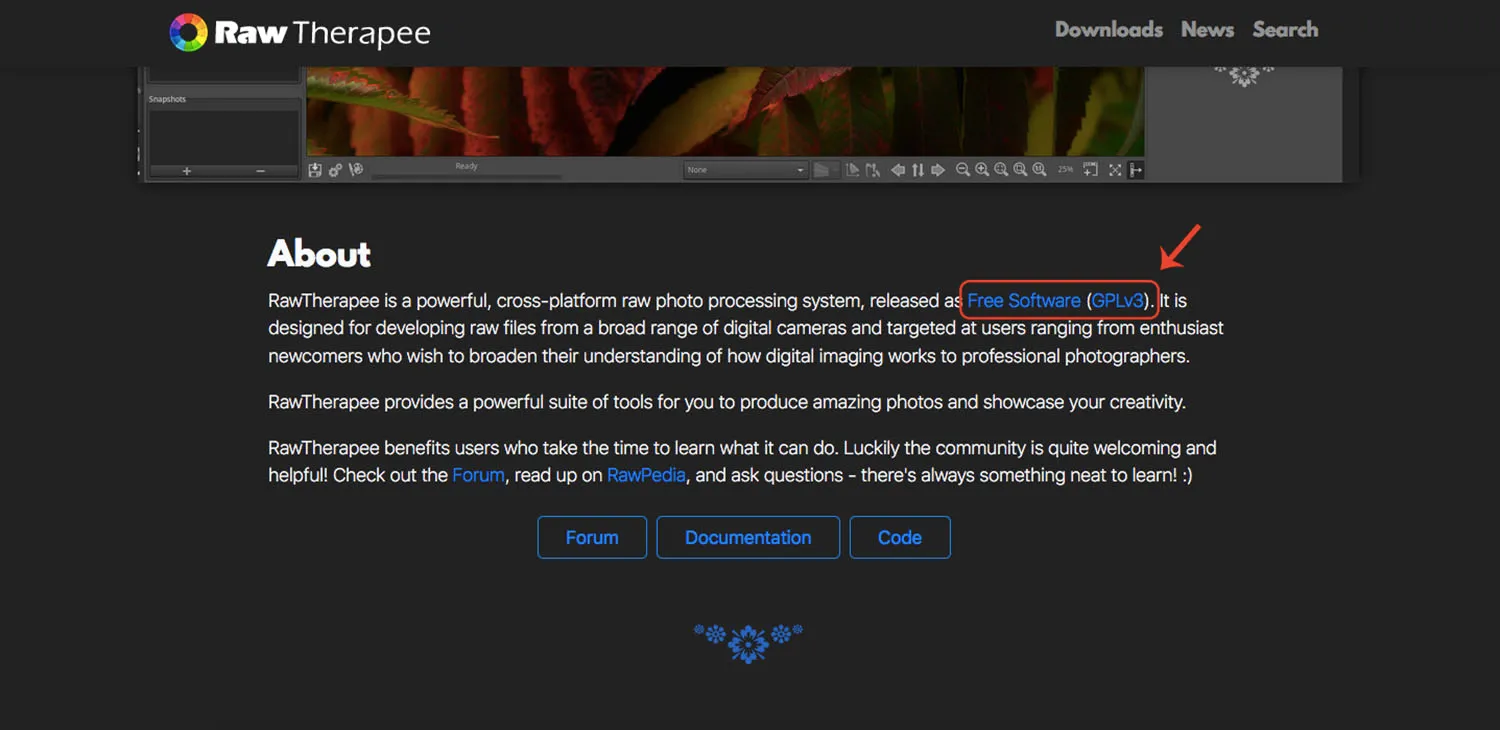 Raw Therapee
Downloads News Search
Snapshots
Ready
None
25%
About
RawTherapee is a powerful, cross-platform raw photo processing system, released as Free Software (GPLv3). It is
designed for developing raw files from a broad range of digital cameras and targeted at users ranging from enthusiast
newcomers who wish to broaden their understanding of how digital imaging works to professional photographers.
RawTherapee provides a powerful suite of tools for you to produce amazing photos and showcase your creativity.
RawTherapee benefits users who take the time to learn what it can do. Luckily the community is quite welcoming and
helpful! Check out the Forum, read up on RawPedia, and ask questions - there's always something neat to learn! :)
Forum Documentation Code